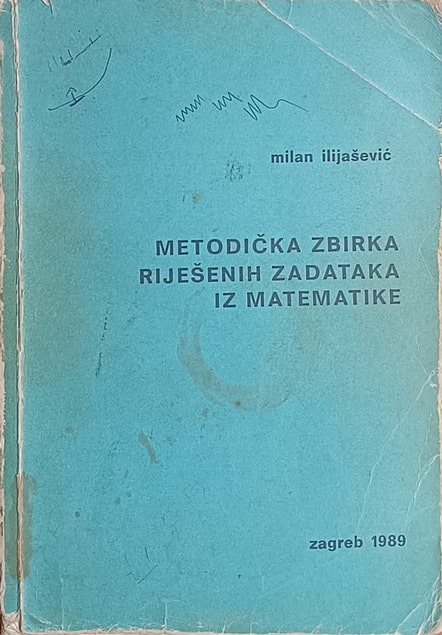 milan ilijašević
METODIČKA ZBIRKA
RIJEŠENIH ZADATAKA
IZ MATEMATIKE
zagreb 1989